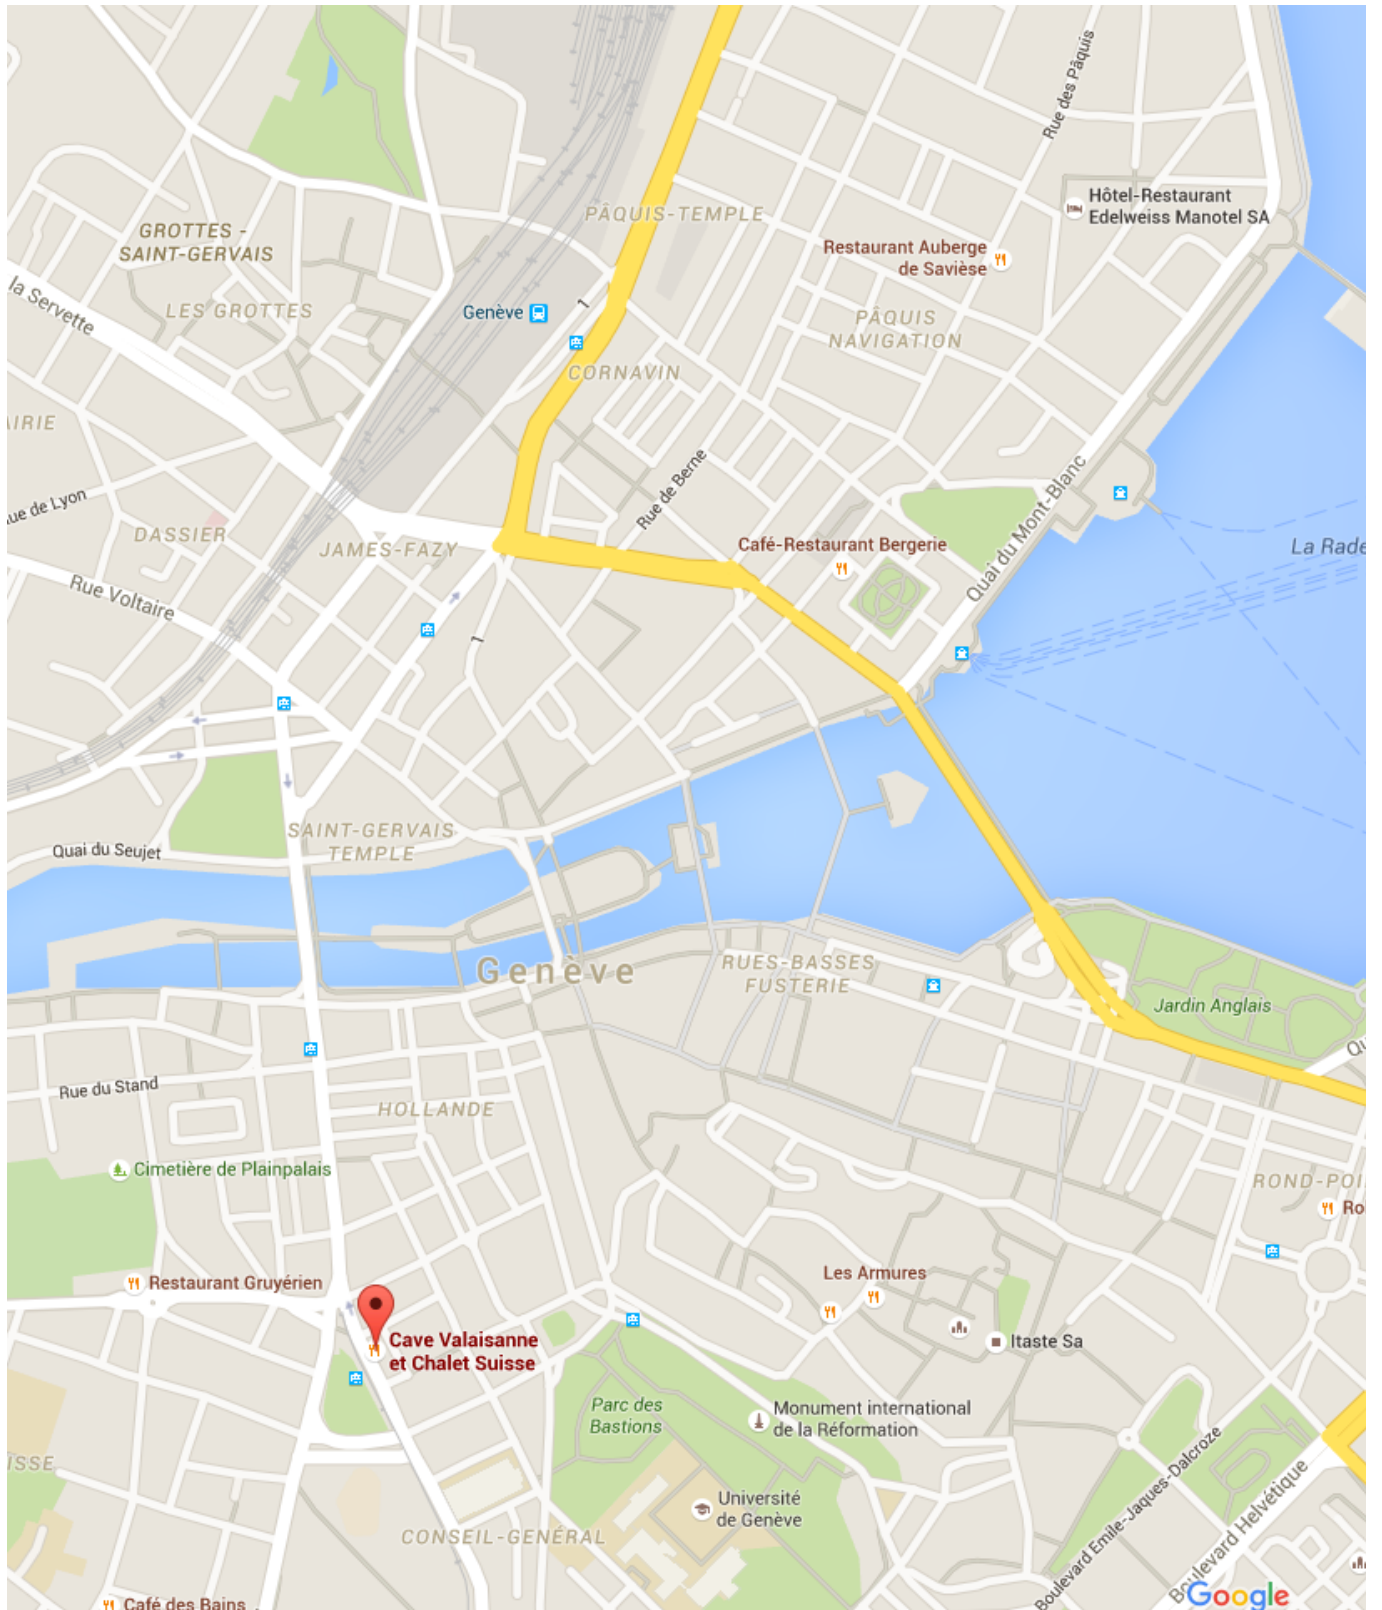 Rue des Pâquis
Hôtel-Restaurant
Edelweiss Manotel SA
PÂQUIS-TEMPLE
GROTTES -
SAINT-GERVAIS
Restaurant Auberge
de Savièse
la Servette
LES GROTTES
Genève
1
PÂQUIS
NAVIGATION
CORNAVIN
AIRIE
Rue de Berne
Quai du Mont-Blanc
ue de Lyon
DASSIER
JAMES-FAZY
Café-Restaurant Bergerie
La Rade
Rue Voltaire
1
SAINT-GERVAIS
TEMPLE
Quai du Seujet
Genève
RUES-BASSES
FUSTERIE
Jardin Anglais
Qu
Rue du Stand
HOLLANDE
Cimetière de Plainpalais
ROND-POI
Ro
Restaurant Gruyérien
Les Armures
Cave Valaisanne
et Chalet Suisse
Itaste Sa
Parc des
Bastions
Monument international
de la Réformation
ISSE
Université
de Genève
CONSEIL-GENÉRAL
Boulevard Emile-Jaques-Dalcroze
Boulevard Helvétique
Café des Bains
Google